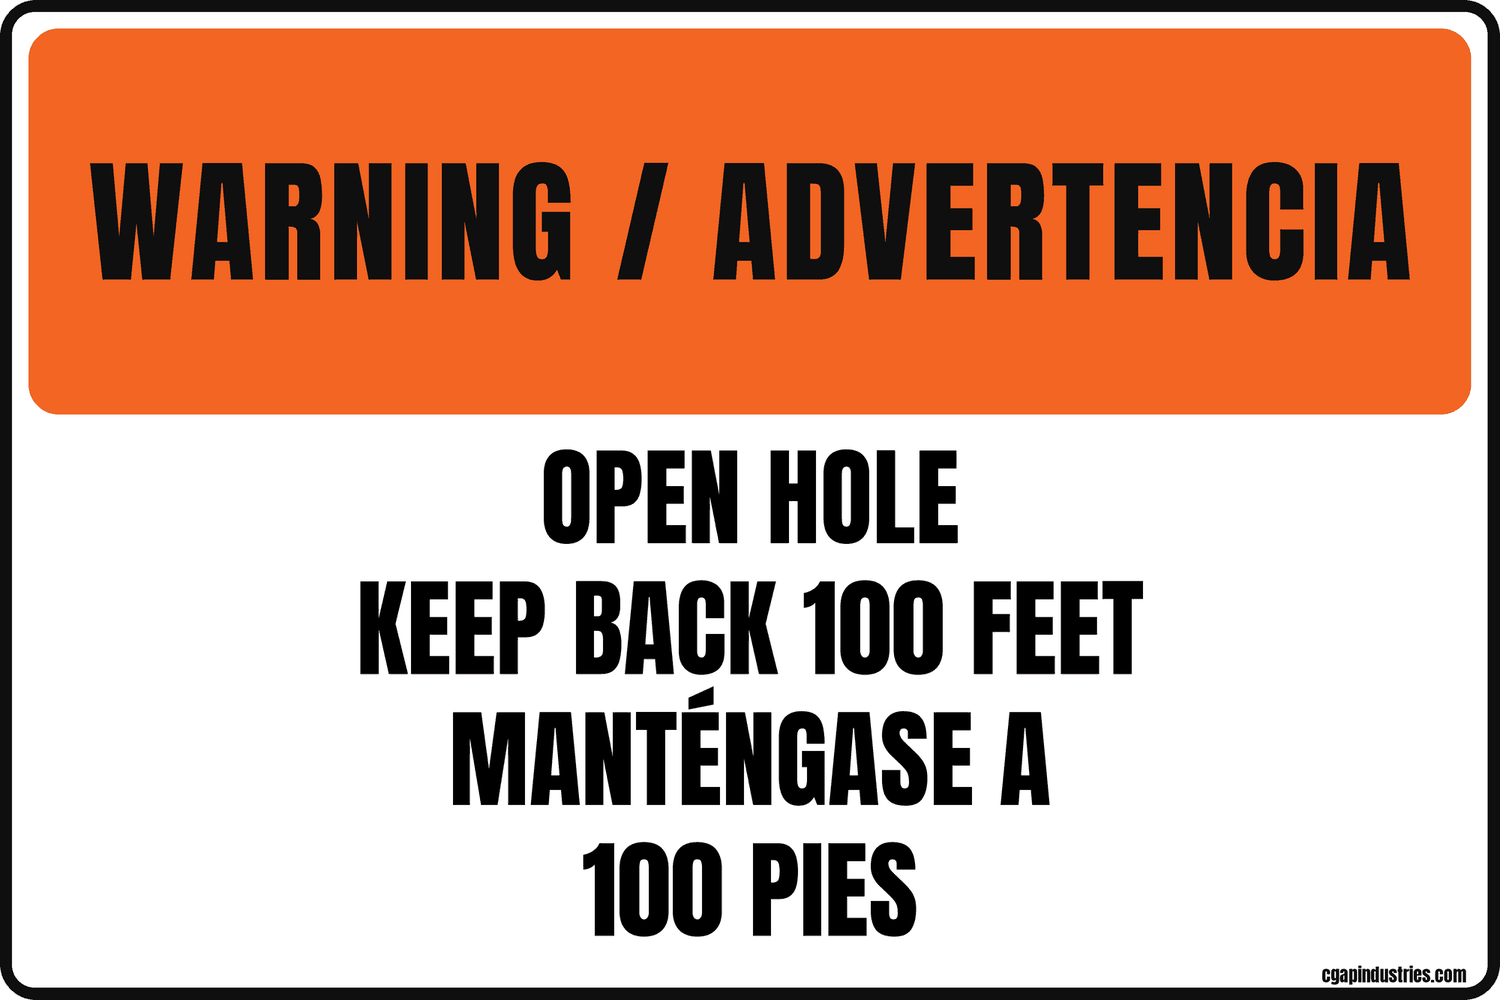 WARNING / ADVERTENCIA
OPEN HOLE
KEEP BACK 100 FEET
MANTÉNGASE A
100 PIES
cgapindustries.com